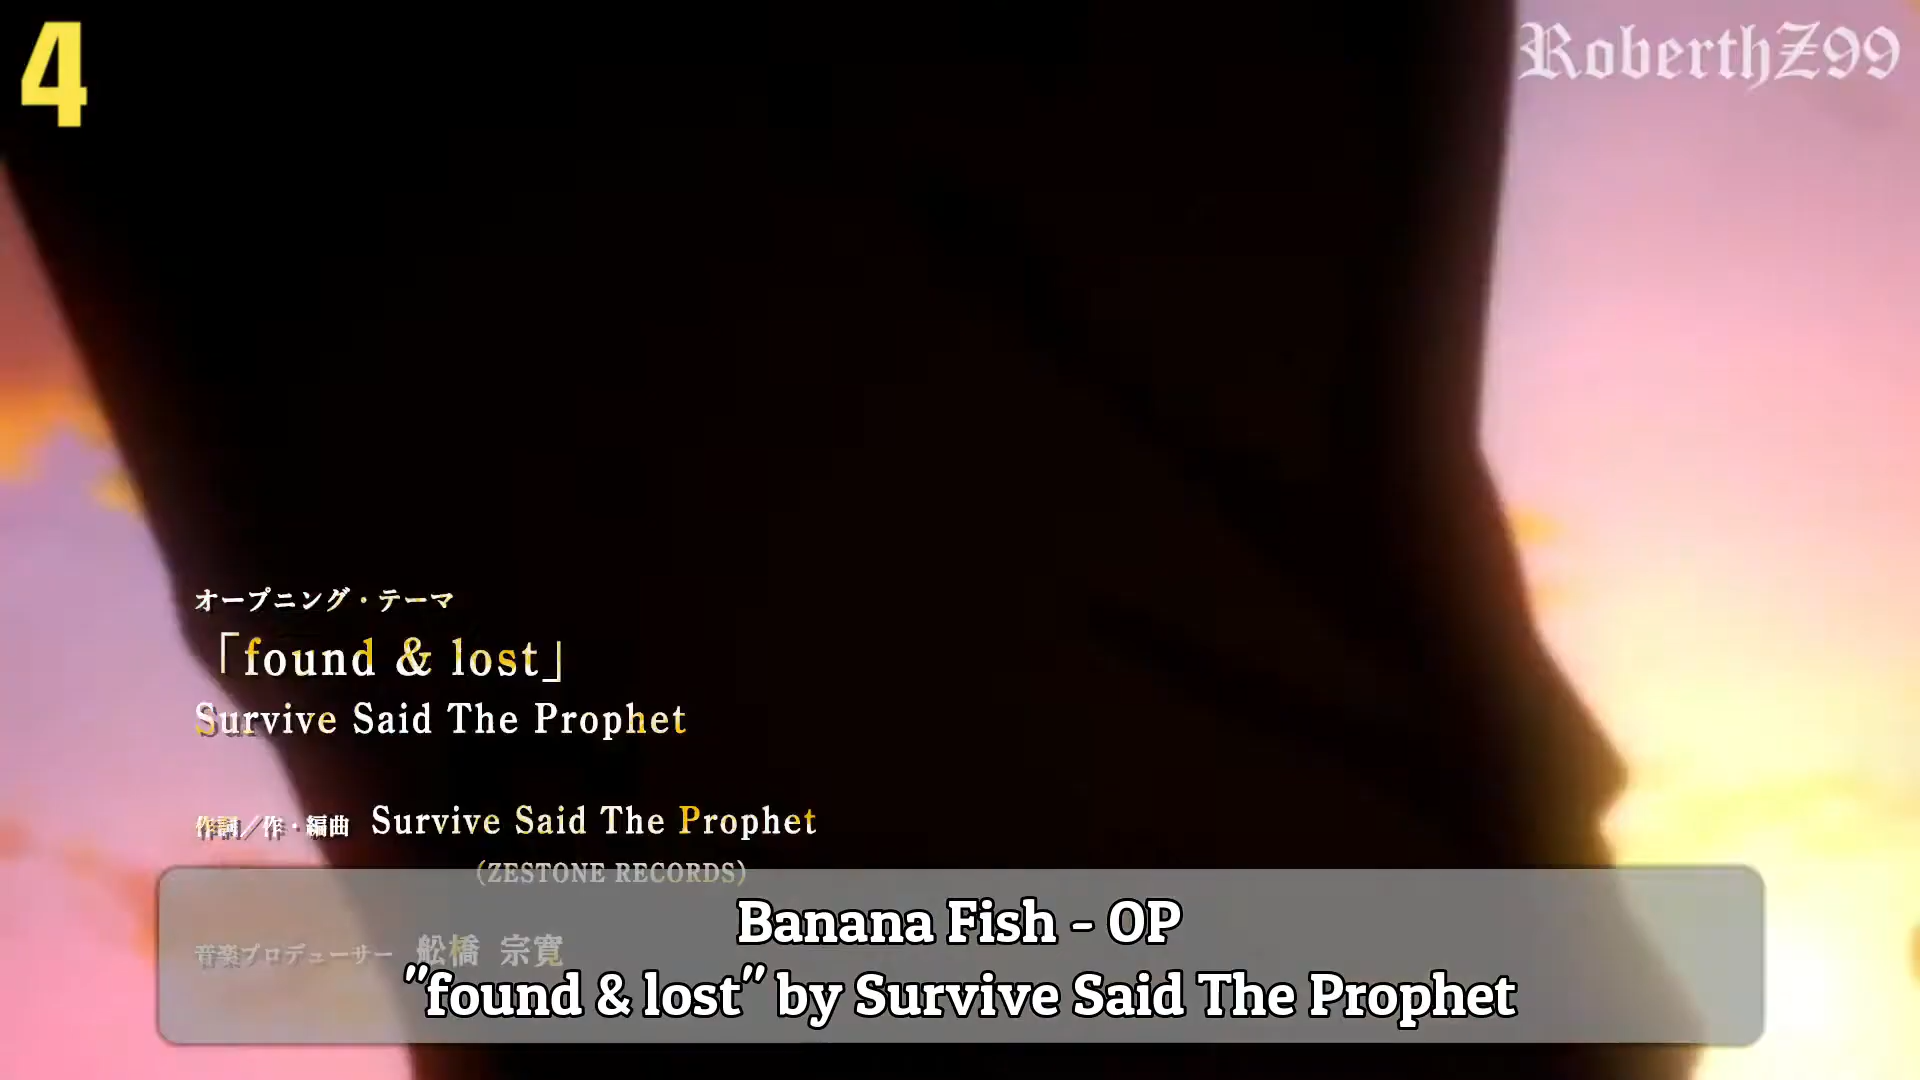 4
RoberthZ99
オープニング・テーマ
「found & lost」
Survive Said The Prophet
作詞／作・編曲 Survive Said The Prophet
(ZESTONE RECORDS)
音楽プロデューサー 舩橋 宗寛
Banana Fish - OP
"found & lost" by Survive Said The Prophet